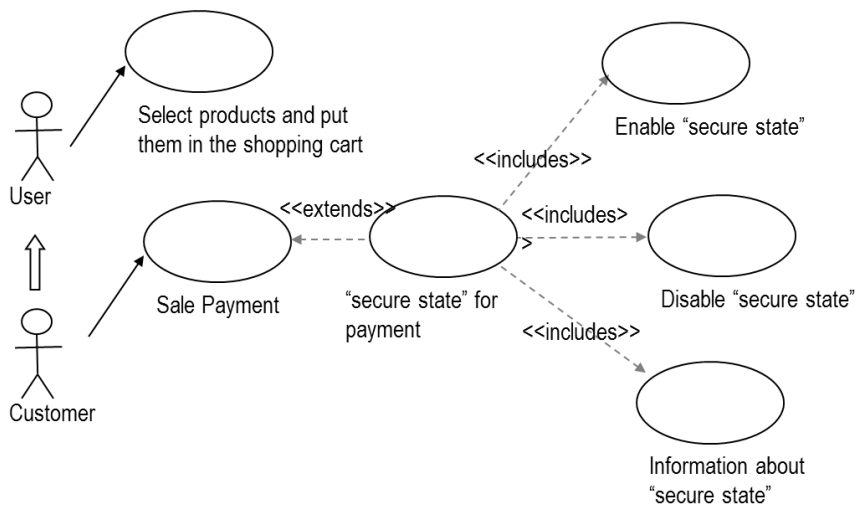 Select products and put
them in the shopping cart
User
Enable “secure state”
<<includes>>
<<extends>>
<<includes>
>
Sale Payment
“secure state” for
payment
Disable “secure state”
<<includes>>
Customer
Information about
“secure state”